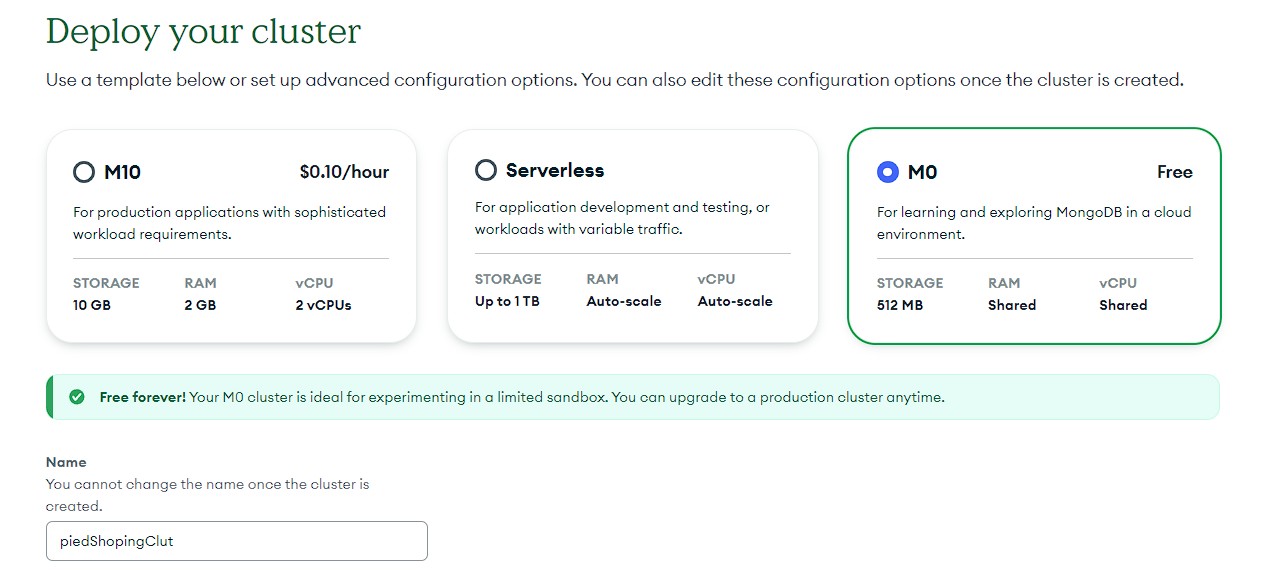 Deploy your cluster
Use a template below or set up advanced configuration options. You can also edit these configuration options once the cluster is created.
M10 $0.10/hour
For production applications with sophisticated
workload requirements.
STORAGE RAM vCPU
10 GB 2 GB 2 vCPUs
Serverless
For application development and testing, or
workloads with variable traffic.
STORAGE RAM vCPU
Up to 1 TB Auto-scale Auto-scale
M0 Free
For learning and exploring MongoDB in a cloud
environment.
STORAGE RAM vCPU
512 MB Shared Shared
Free forever! Your M0 cluster is ideal for experimenting in a limited sandbox. You can upgrade to a production cluster anytime.
Name
You cannot change the name once the cluster is
created.
piedShopingClut